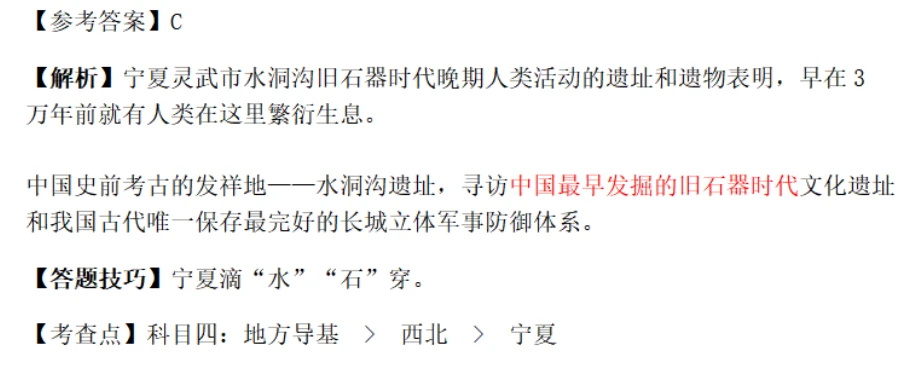 【参考答案】C
【解析】宁夏灵武市水洞沟旧石器时代晚期人类活动的遗址和遗物表明，早在 3
万年前就有人类在这里繁衍生息。
中国史前考古的发祥地——水洞沟遗址，寻访中国最早发掘的旧石器时代文化遗址
和我国古代唯一保存最完好的长城立体军事防御体系。
【答题技巧】宁夏滴“水”“石”穿。
【考查点】科目四：地方导基 > 西北 > 宁夏